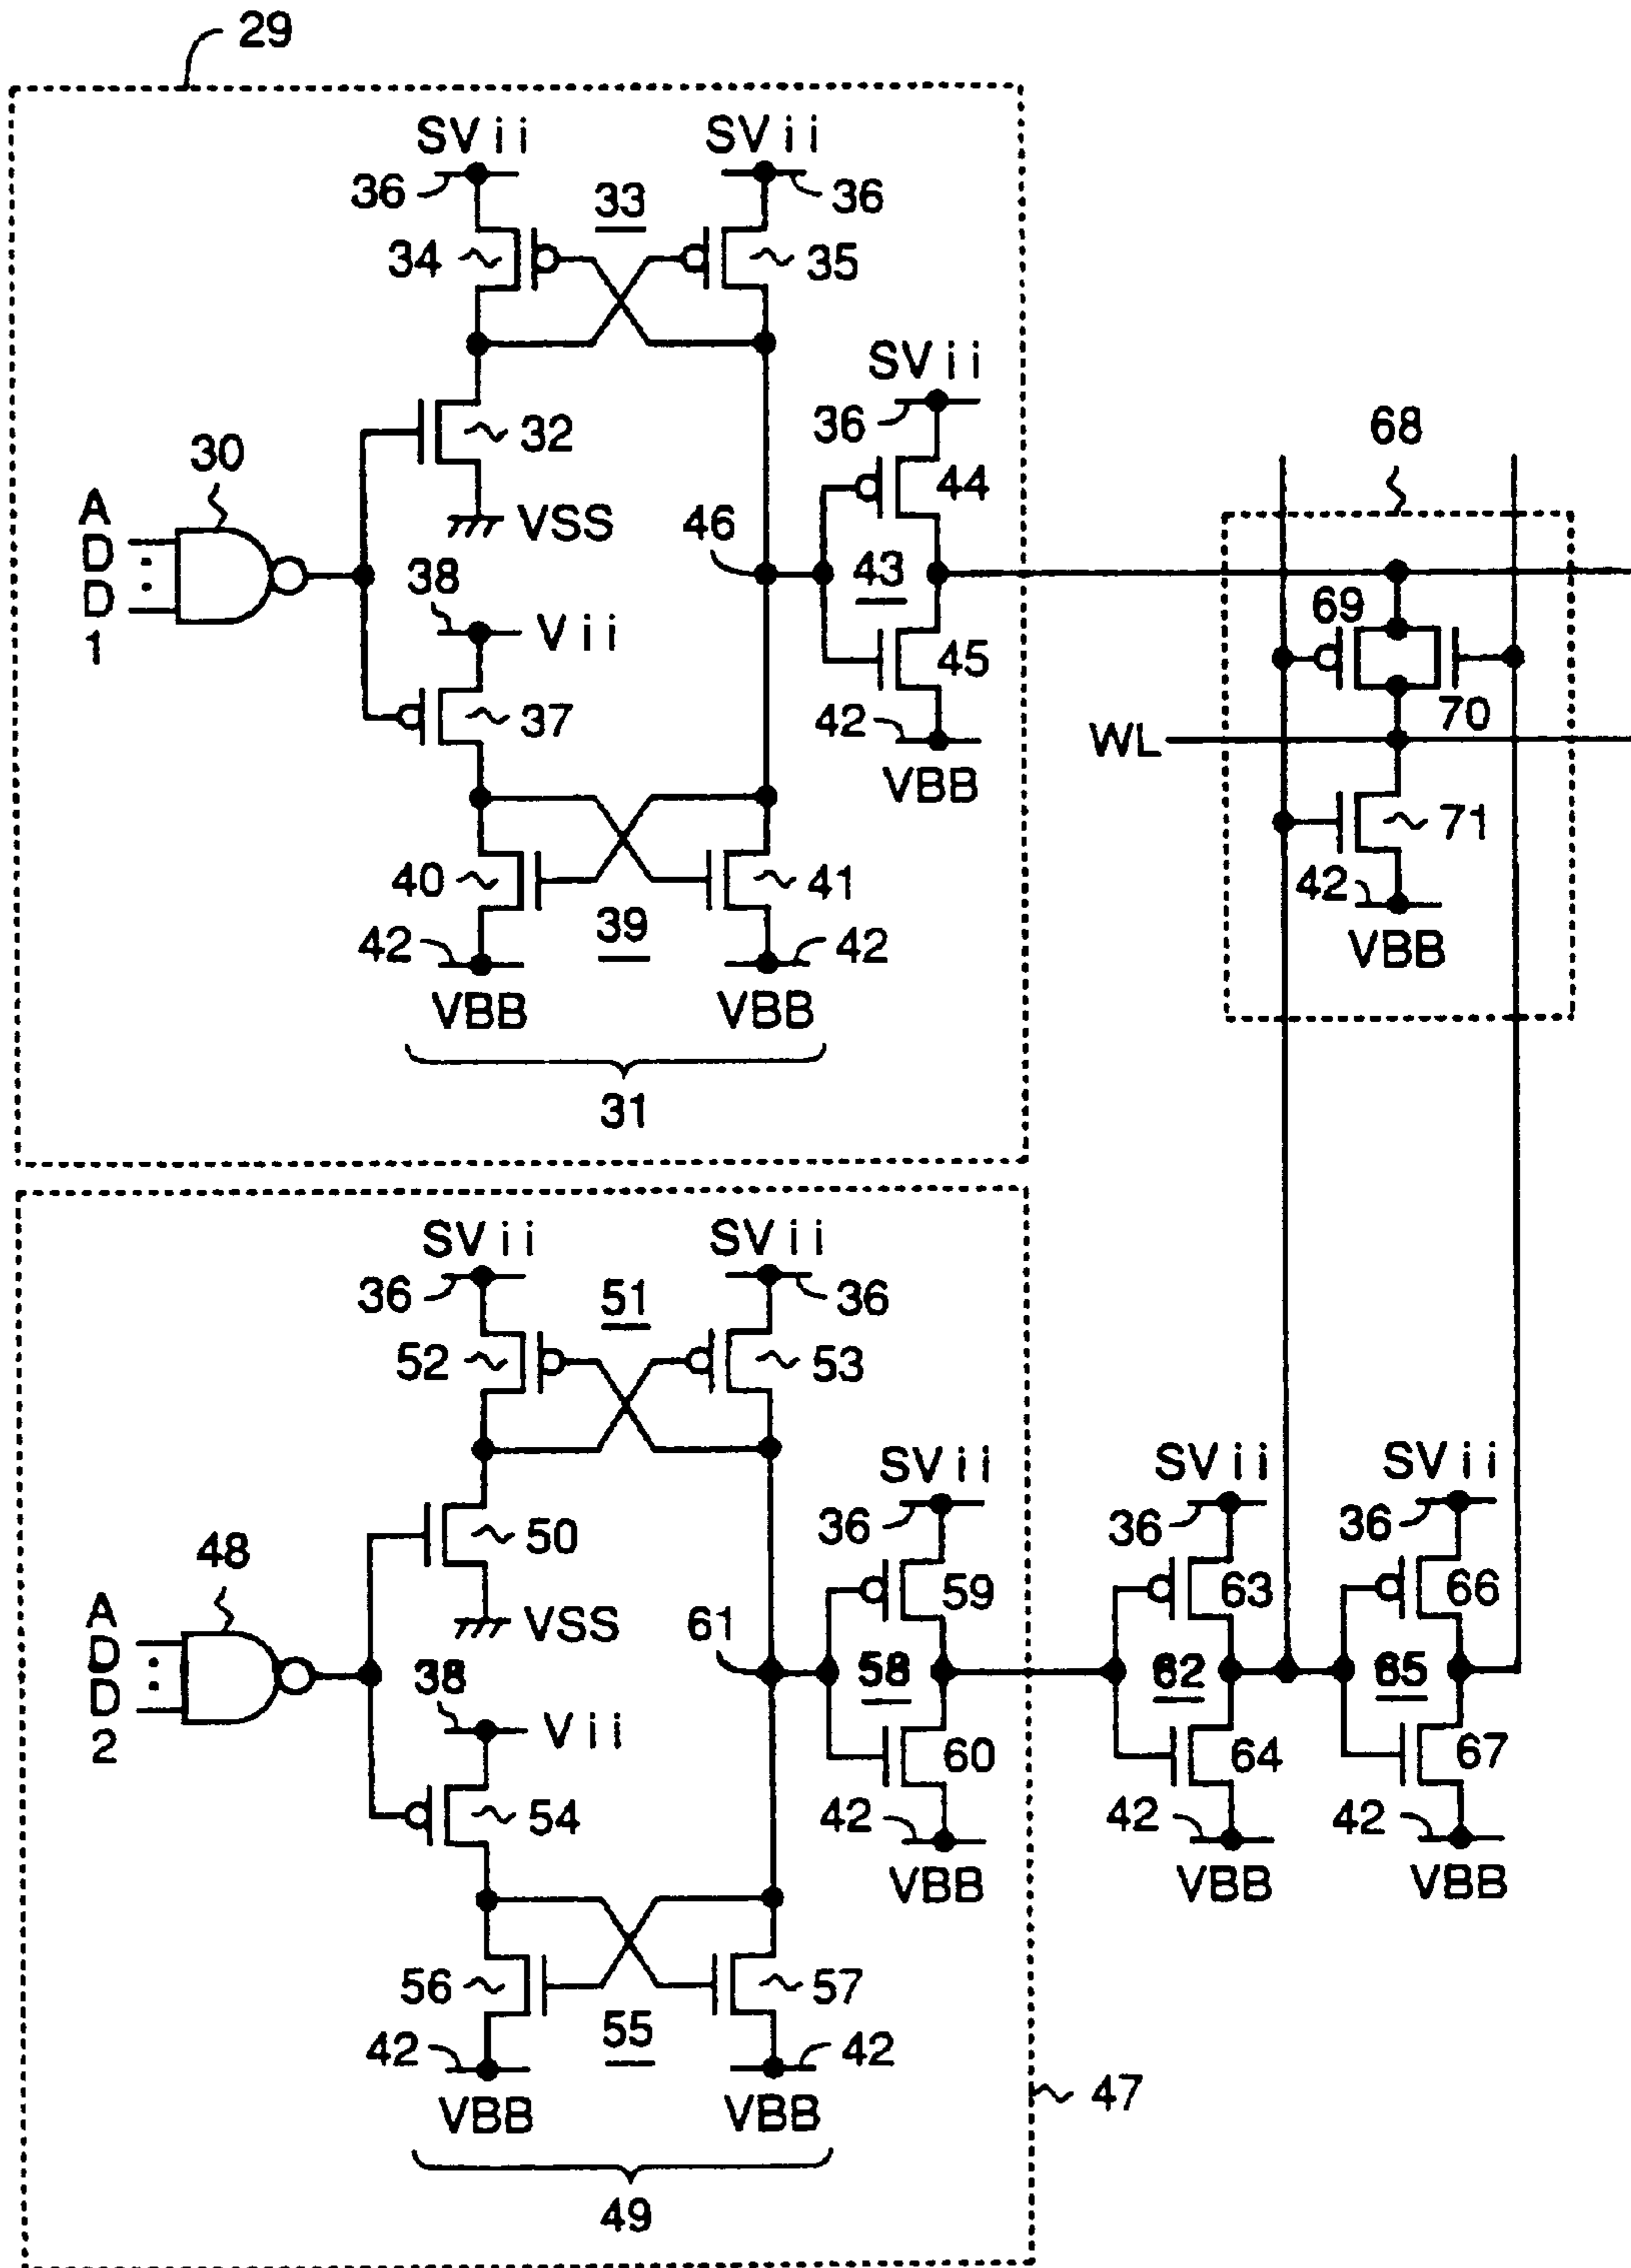 29
SVii SVii
36 33 36
34 35
SVii
36
32 44
30 68
ADD1
VSS 46 43
38
Vii 69
45
37 42 70
WL
VBB
71
40 41 42
39
42 42 VBB
VBB VBB
31
SVii SVii
36 51 36
52 53
SVii SVii SVii
36 36 36
50
48 59 63 66
ADD2
VSS 61
58 62 65
38
Vii
60 64 67
54 42 42 42
VBB VBB VBB
56 57
55
42 42
47
VBB VBB
49